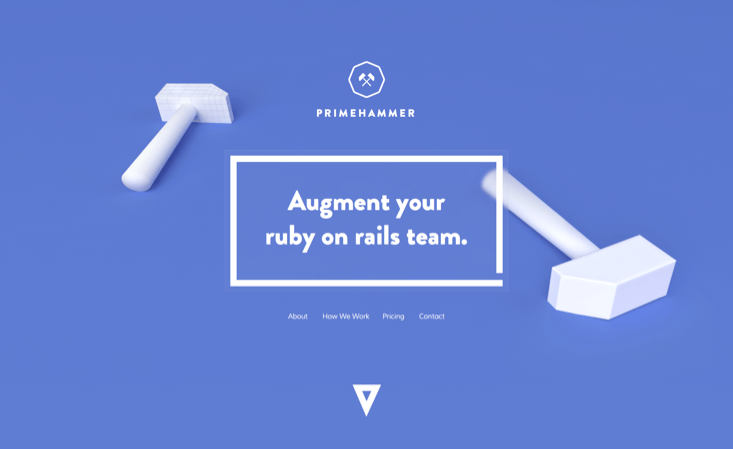 PRIMEHAMMER
Augment your
ruby on rails team.
About How We Work Pricing Contact